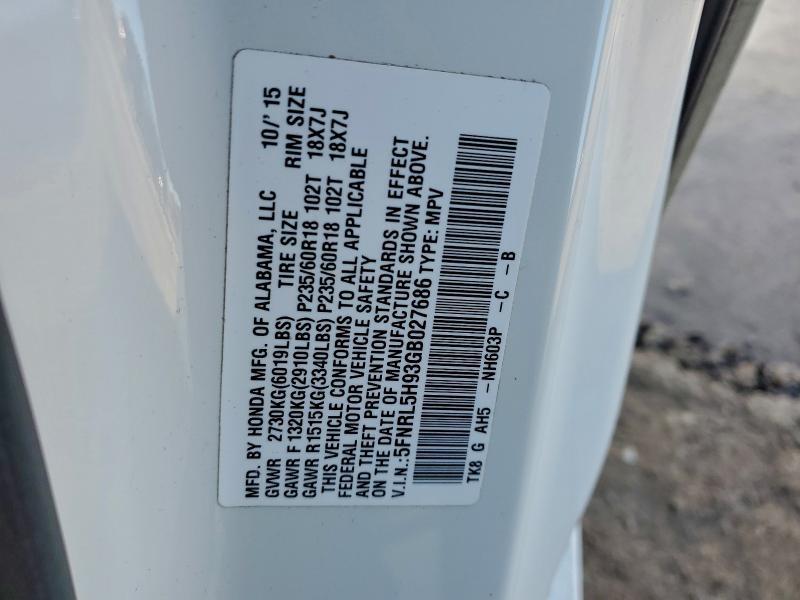 MFD. BY HONDA MFG. OF ALABAMA, LLC 10/'15
GVWR 2730KG(6019LBS) TIRE SIZE RIM SIZE
GAWR F 1320KG(2910LBS) P235/60R18 102T 18X7J
GAWR R 1515KG(3340LBS) P235/60R18 102T 18X7J
THIS VEHICLE CONFORMS TO ALL APPLICABLE
FEDERAL MOTOR VEHICLE SAFETY
AND THEFT PREVENTION STANDARDS IN EFFECT
ON THE DATE OF MANUFACTURE SHOWN ABOVE.
V.I.N.:5FNRL5H93GB027686 TYPE: MPV
TK8 G AH5 -NH603P -C -B